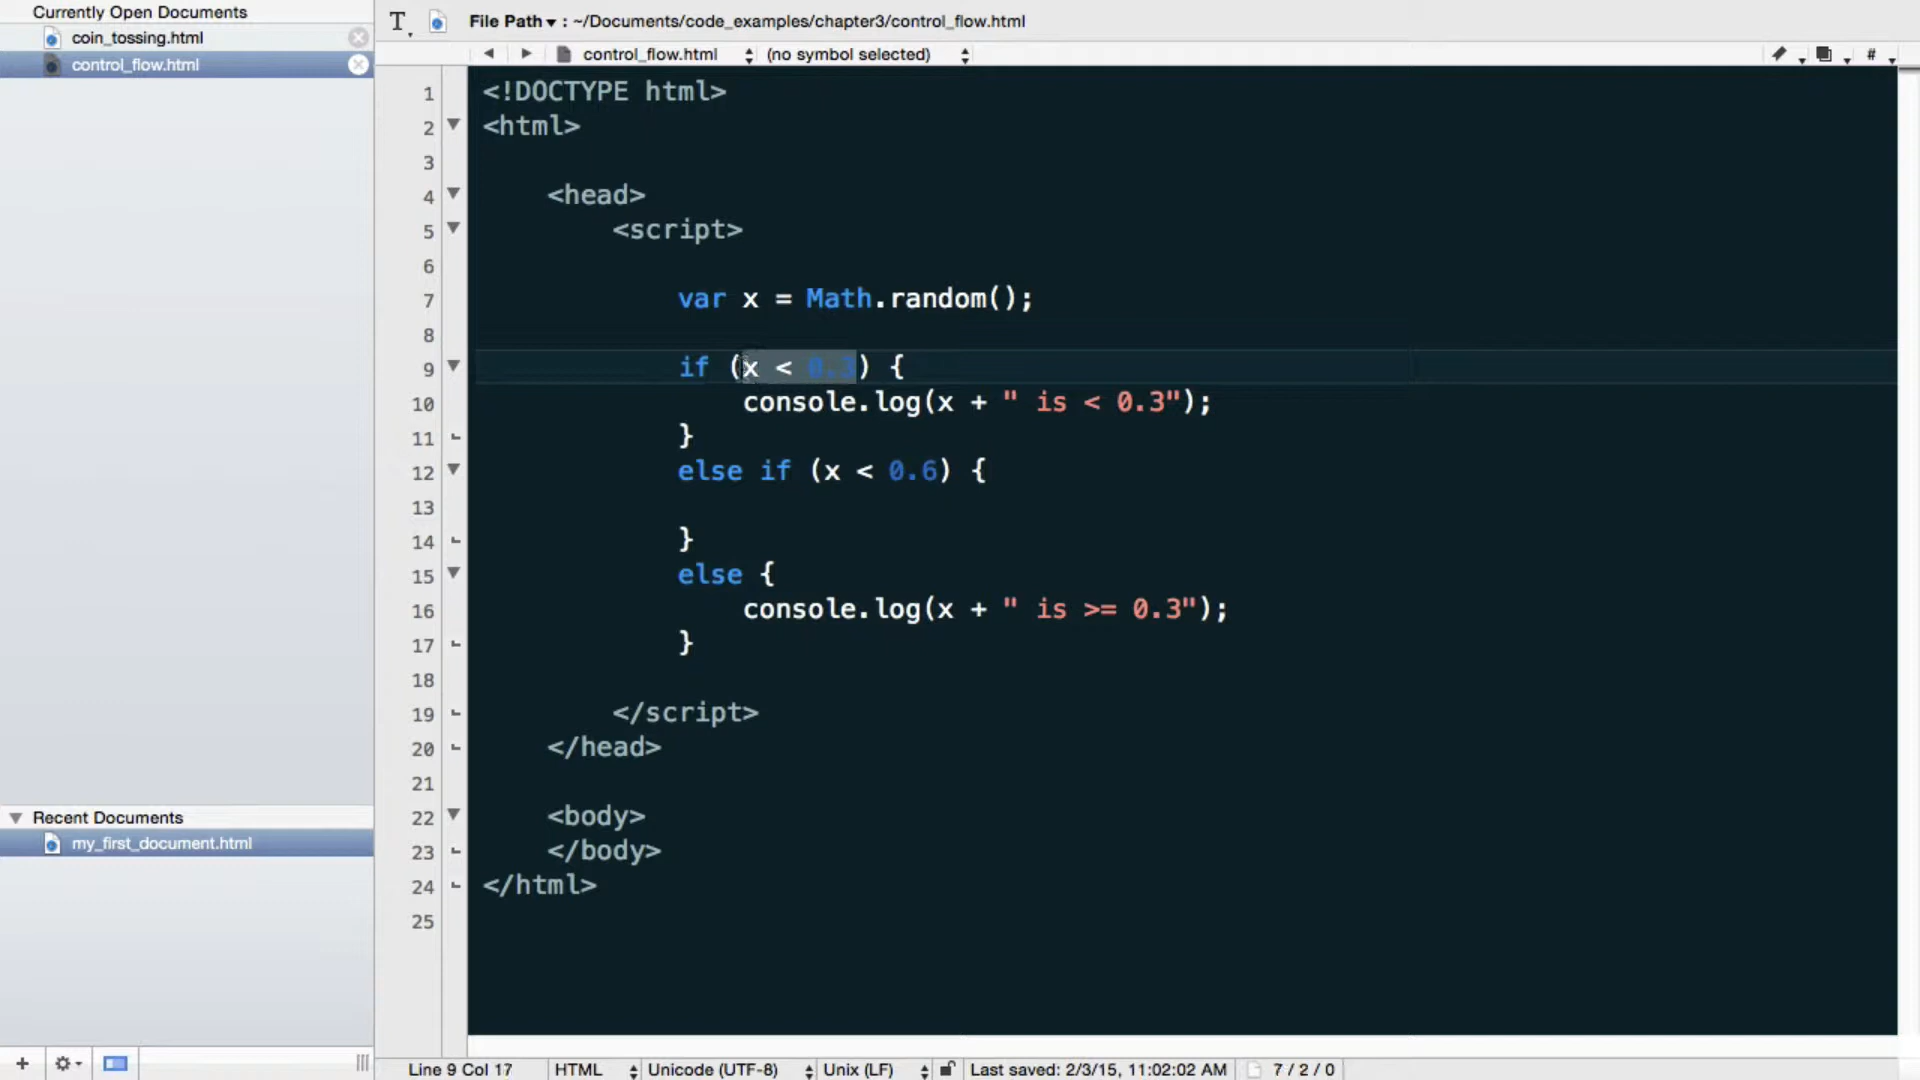 Currently Open Documents
coin_tossing.html
control_flow.html
Recent Documents
my_first_document.html
File Path : ~/Documents/code_examples/chapter3/control_flow.html
control_flow.html (no symbol selected) #
1 <!DOCTYPE html>
2 <html>
3
4 <head>
5 <script>
6
7 var x = Math.random();
8
9 if (x < 0.3) {
10 console.log(x + " is < 0.3");
11 }
12 else if (x < 0.6) {
13
14 }
15 else {
16 console.log(x + " is >= 0.3");
17 }
18
19 </script>
20 </head>
21
22 <body>
23 </body>
24 </html>
25
Line 9 Col 17 HTML Unicode (UTF-8) Unix (LF) Last saved: 2/3/15, 11:02:02 AM 7 / 2 / 0